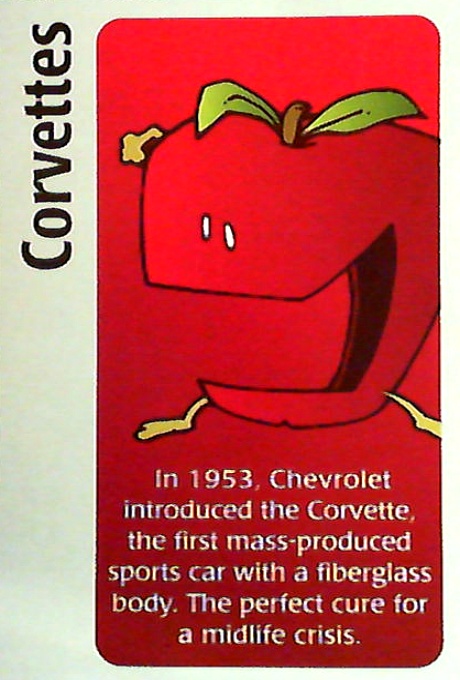 Corvettes
In 1953, Chevrolet
introduced the Corvette,
the first mass-produced
sports car with a fiberglass
body. The perfect cure for
a midlife crisis.